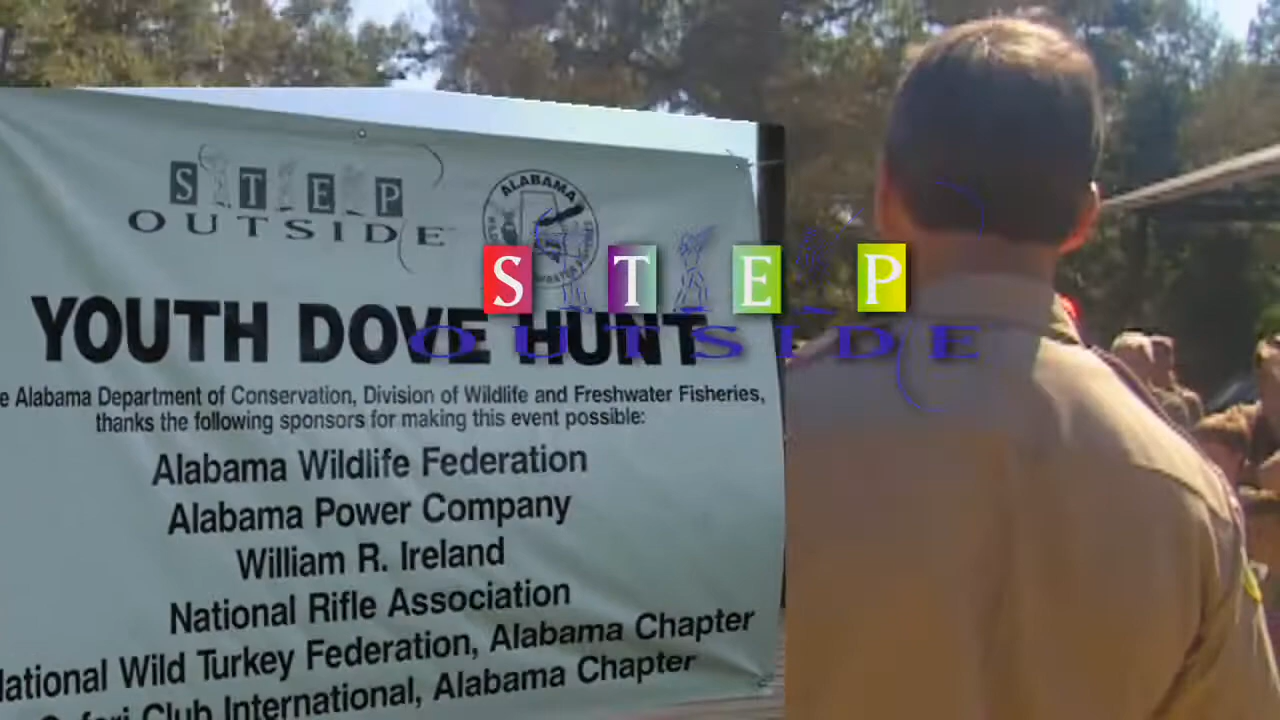 STEP
OUTSIDE
ALABAMA
STEP
OUTSIDE
YOUTH DOVE HUNT
e Alabama Department of Conservation, Division of Wildlife and Freshwater Fisheries,
thanks the following sponsors for making this event possible:
Alabama Wildlife Federation
Alabama Power Company
William R. Ireland
National Rifle Association
National Wild Turkey Federation, Alabama Chapter
Safari Club International, Alabama Chapter